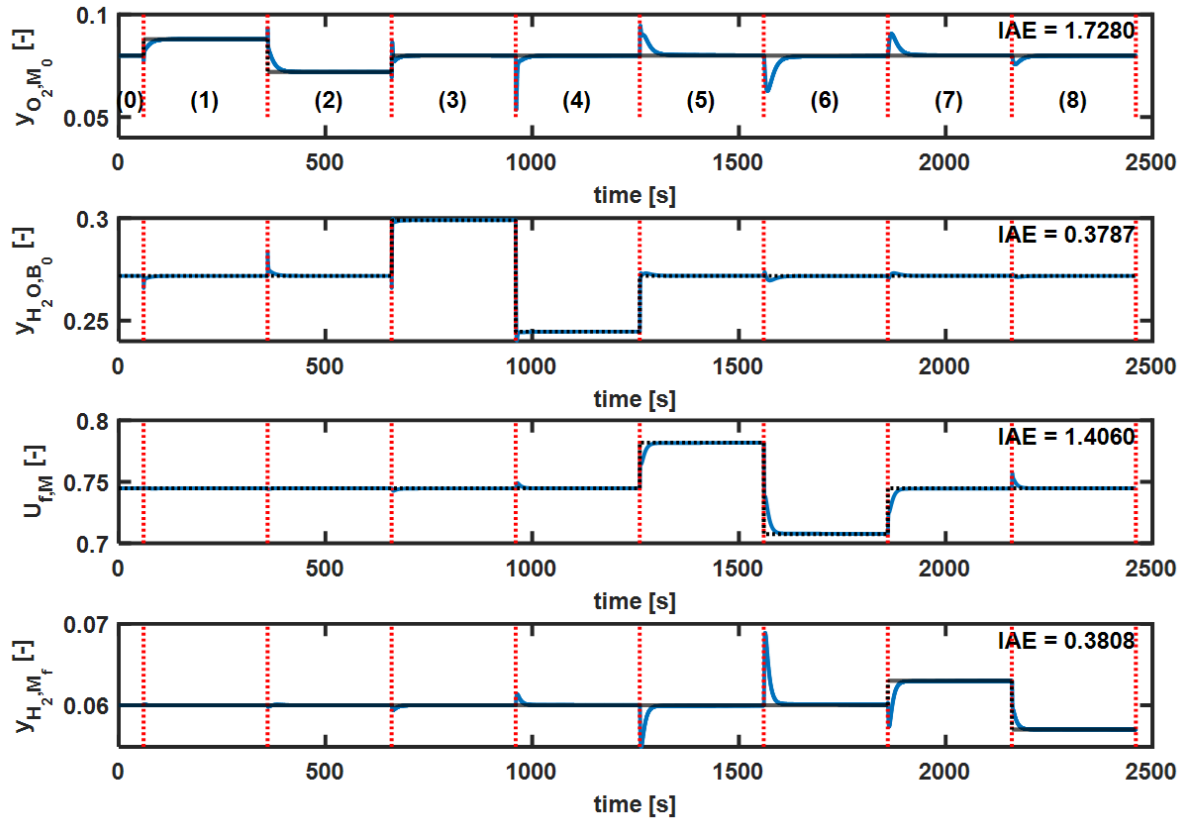 0.1
IAE = 1.7280
y_{O_2,M_0} [-]
(0) (1) (2) (3) (4) (5) (6) (7) (8)
0.05
0 500 1000 1500 2000 2500
time [s]
0.3
IAE = 0.3787
y_{H_2O,B_0} [-]
0.25
0 500 1000 1500 2000 2500
time [s]
0.8
IAE = 1.4060
U_{f,M} [-]
0.75
0.7
0 500 1000 1500 2000 2500
time [s]
0.07
IAE = 0.3808
y_{H_2,M_f} [-]
0.06
0 500 1000 1500 2000 2500
time [s]